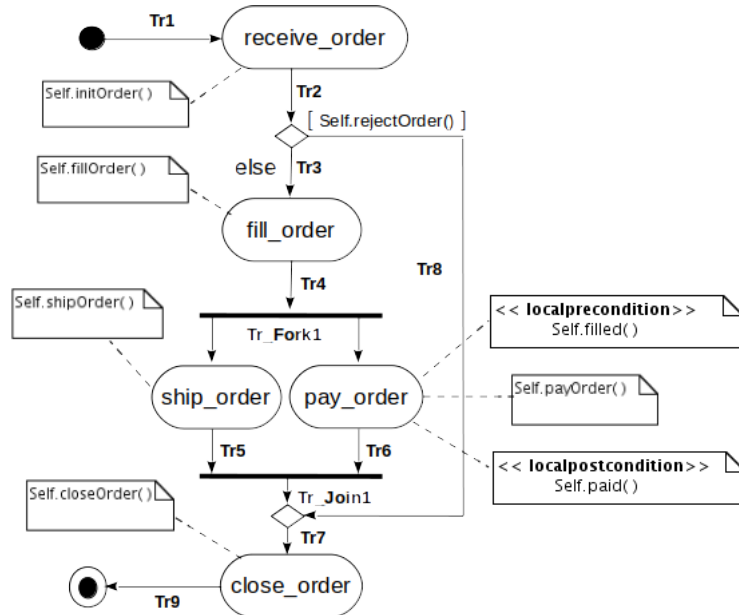 Tr1
receive_order
Self.initOrder()
Tr2
[ Self.rejectOrder() ]
Self.fillOrder()
else
Tr3
fill_order
Tr4
Tr8
Self.shipOrder()
<< localprecondition>>
Self.filled()
Tr_Fork1
ship_order
pay_order
Self.payOrder()
Tr5
Tr6
<< localpostcondition>>
Self.paid()
Self.closeOrder()
Tr_Join1
Tr7
close_order
Tr9